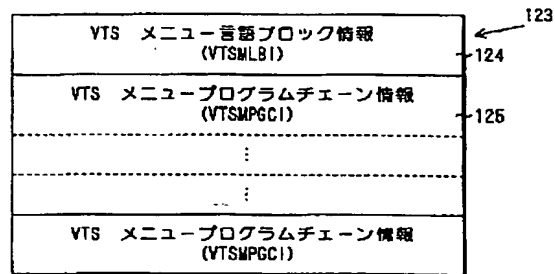 123
VTS メニュー言語ブロック情報
(VTSMLBI)
124
VTS メニュープログラムチェーン情報
(VTSMPGCI)
125
⋮
⋮
VTS メニュープログラムチェーン情報
(VTSMPGCI)